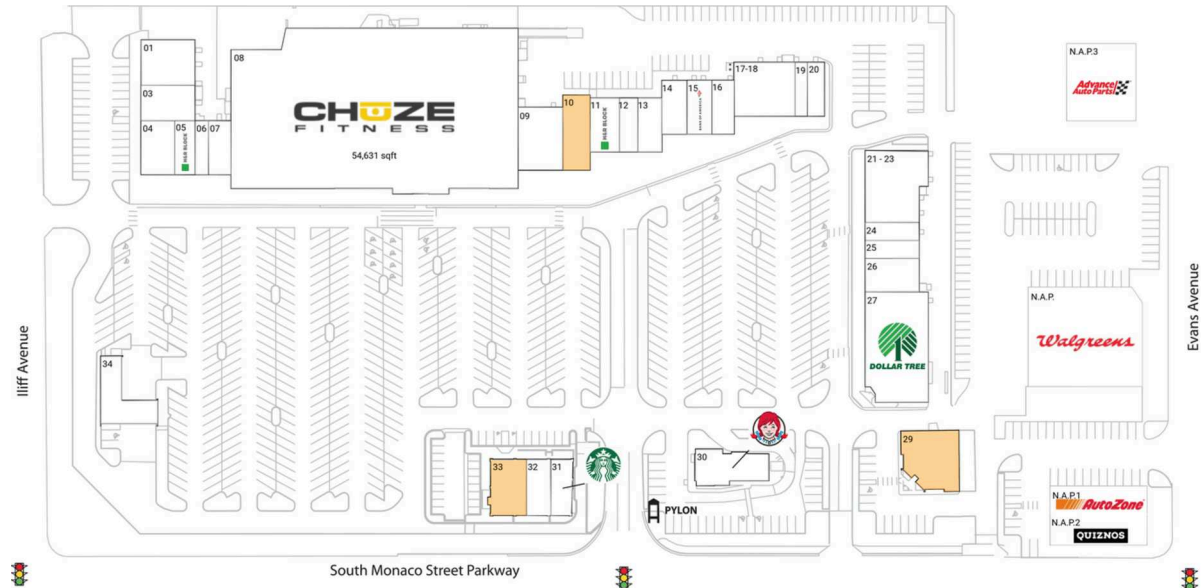 01
03
04
05
H&R BLOCK
06
07
08
CHUZE
FITNESS
54,631 sqft
09
10
11
H&R BLOCK
12
13
14
15
16
17-18
19
20
N.A.P.3
Advance
Auto Parts
21 - 23
24
25
26
27
DOLLAR TREE
N.A.P.
Walgreens
Iliff Avenue
Evans Avenue
34
33
32
31
30
29
PYLON
N.A.P.1
AutoZone
N.A.P.2
QUIZNOS
South Monaco Street Parkway